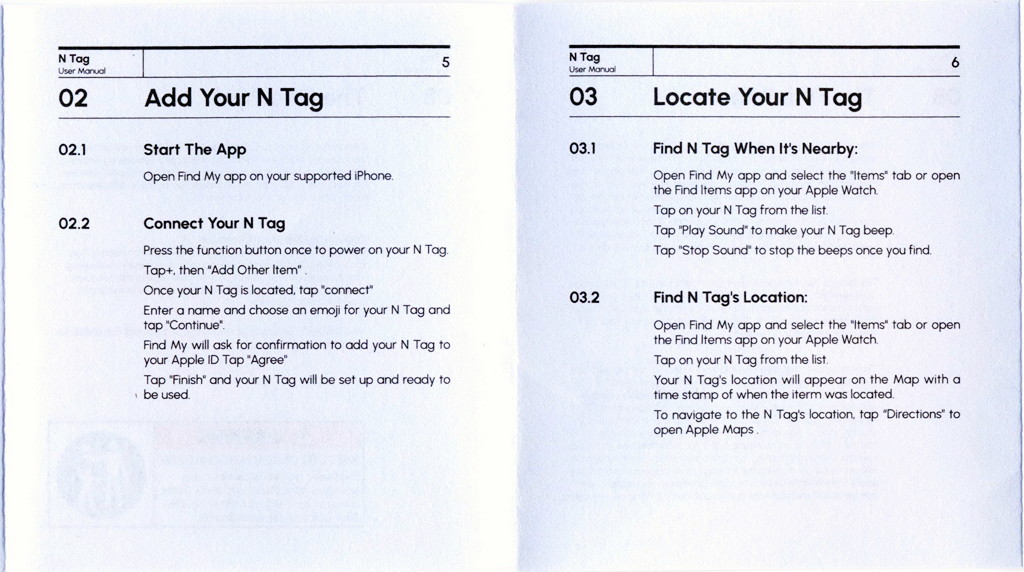 N Tag
User Manual
5
02 Add Your N Tag
02.1 Start The App
Open Find My app on your supported iPhone.
02.2 Connect Your N Tag
Press the function button once to power on your N Tag.
Tap+, then "Add Other Item" .
Once your N Tag is located, tap "connect"
Enter a name and choose an emoji for your N Tag and
tap "Continue".
Find My will ask for confirmation to add your N Tag to
your Apple ID Tap "Agree"
Tap "Finish" and your N Tag will be set up and ready to
be used.
N Tag
User Manual
6
03 Locate Your N Tag
03.1 Find N Tag When It's Nearby:
Open Find My app and select the "Items" tab or open
the Find Items app on your Apple Watch.
Tap on your N Tag from the list.
Tap "Play Sound" to make your N Tag beep.
Tap "Stop Sound" to stop the beeps once you find.
03.2 Find N Tag's Location:
Open Find My app and select the "Items" tab or open
the Find Items app on your Apple Watch.
Tap on your N Tag from the list.
Your N Tag's location will appear on the Map with a
time stamp of when the iterm was located.
To navigate to the N Tag's location, tap "Directions" to
open Apple Maps .